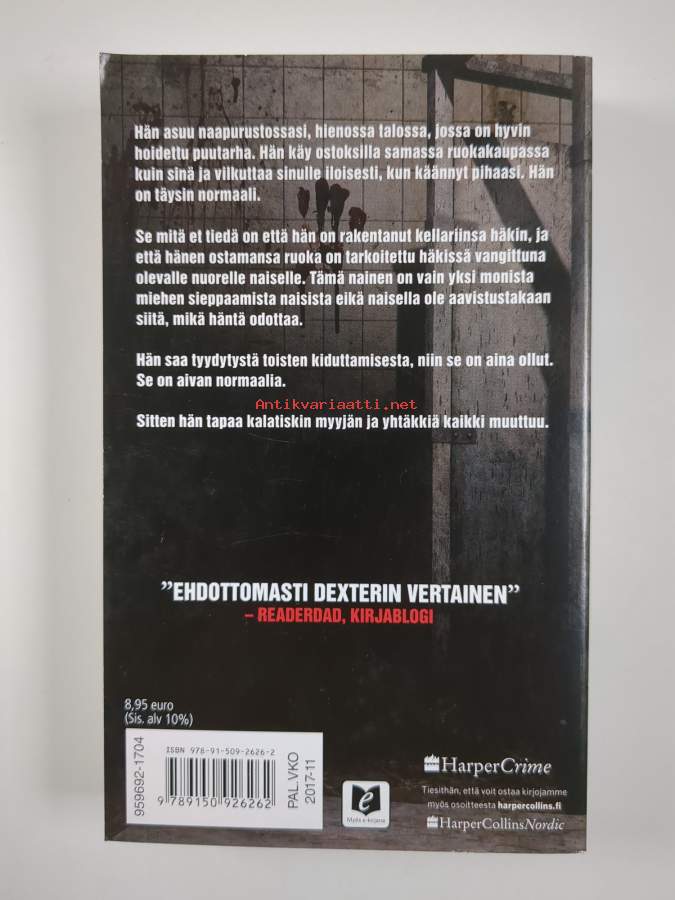 Hän asuu naapurustossasi, hienossa talossa, jossa on hyvin
hoidettu puutarha. Hän käy ostoksilla samassa ruokakaupassa
kuin sinä ja vilkuttaa sinulle iloisesti, kun käännyt pihaasi. Hän
on täysin normaali.
Se mitä et tiedä on että hän on rakentanut kellariinsa häkin, ja
että hänen ostamansa ruoka on tarkoitettu häkissä vangittuna
olevalle nuorelle naiselle. Tämä nainen on vain yksi monista
miehen sieppaamista naisista eikä naisella ole aavistustakaan
siitä, mikä häntä odottaa.
Hän saa tyydytystä toisten kiduttamisesta, niin se on aina ollut.
Se on aivan normaalia.
Antikvariaatti.net
Sitten hän tapaa kalatiskin myyjän ja yhtäkkiä kaikki muuttuu.
”EHDOTTOMASTI DEXTERIN VERTAINEN”
– READERDAD, KIRJABLOGI
8,95 euro
(Sis. alv 10%)
959692-1704
ISBN 978-91-509-2626-2
9 789150 926262
PAL.VKO
2017-11
e
Myös e-kirjana
HarperCrime
Tiesithän, että voit ostaa kirjojamme
myös osoitteesta harpercollins.fi
HarperCollinsNordic